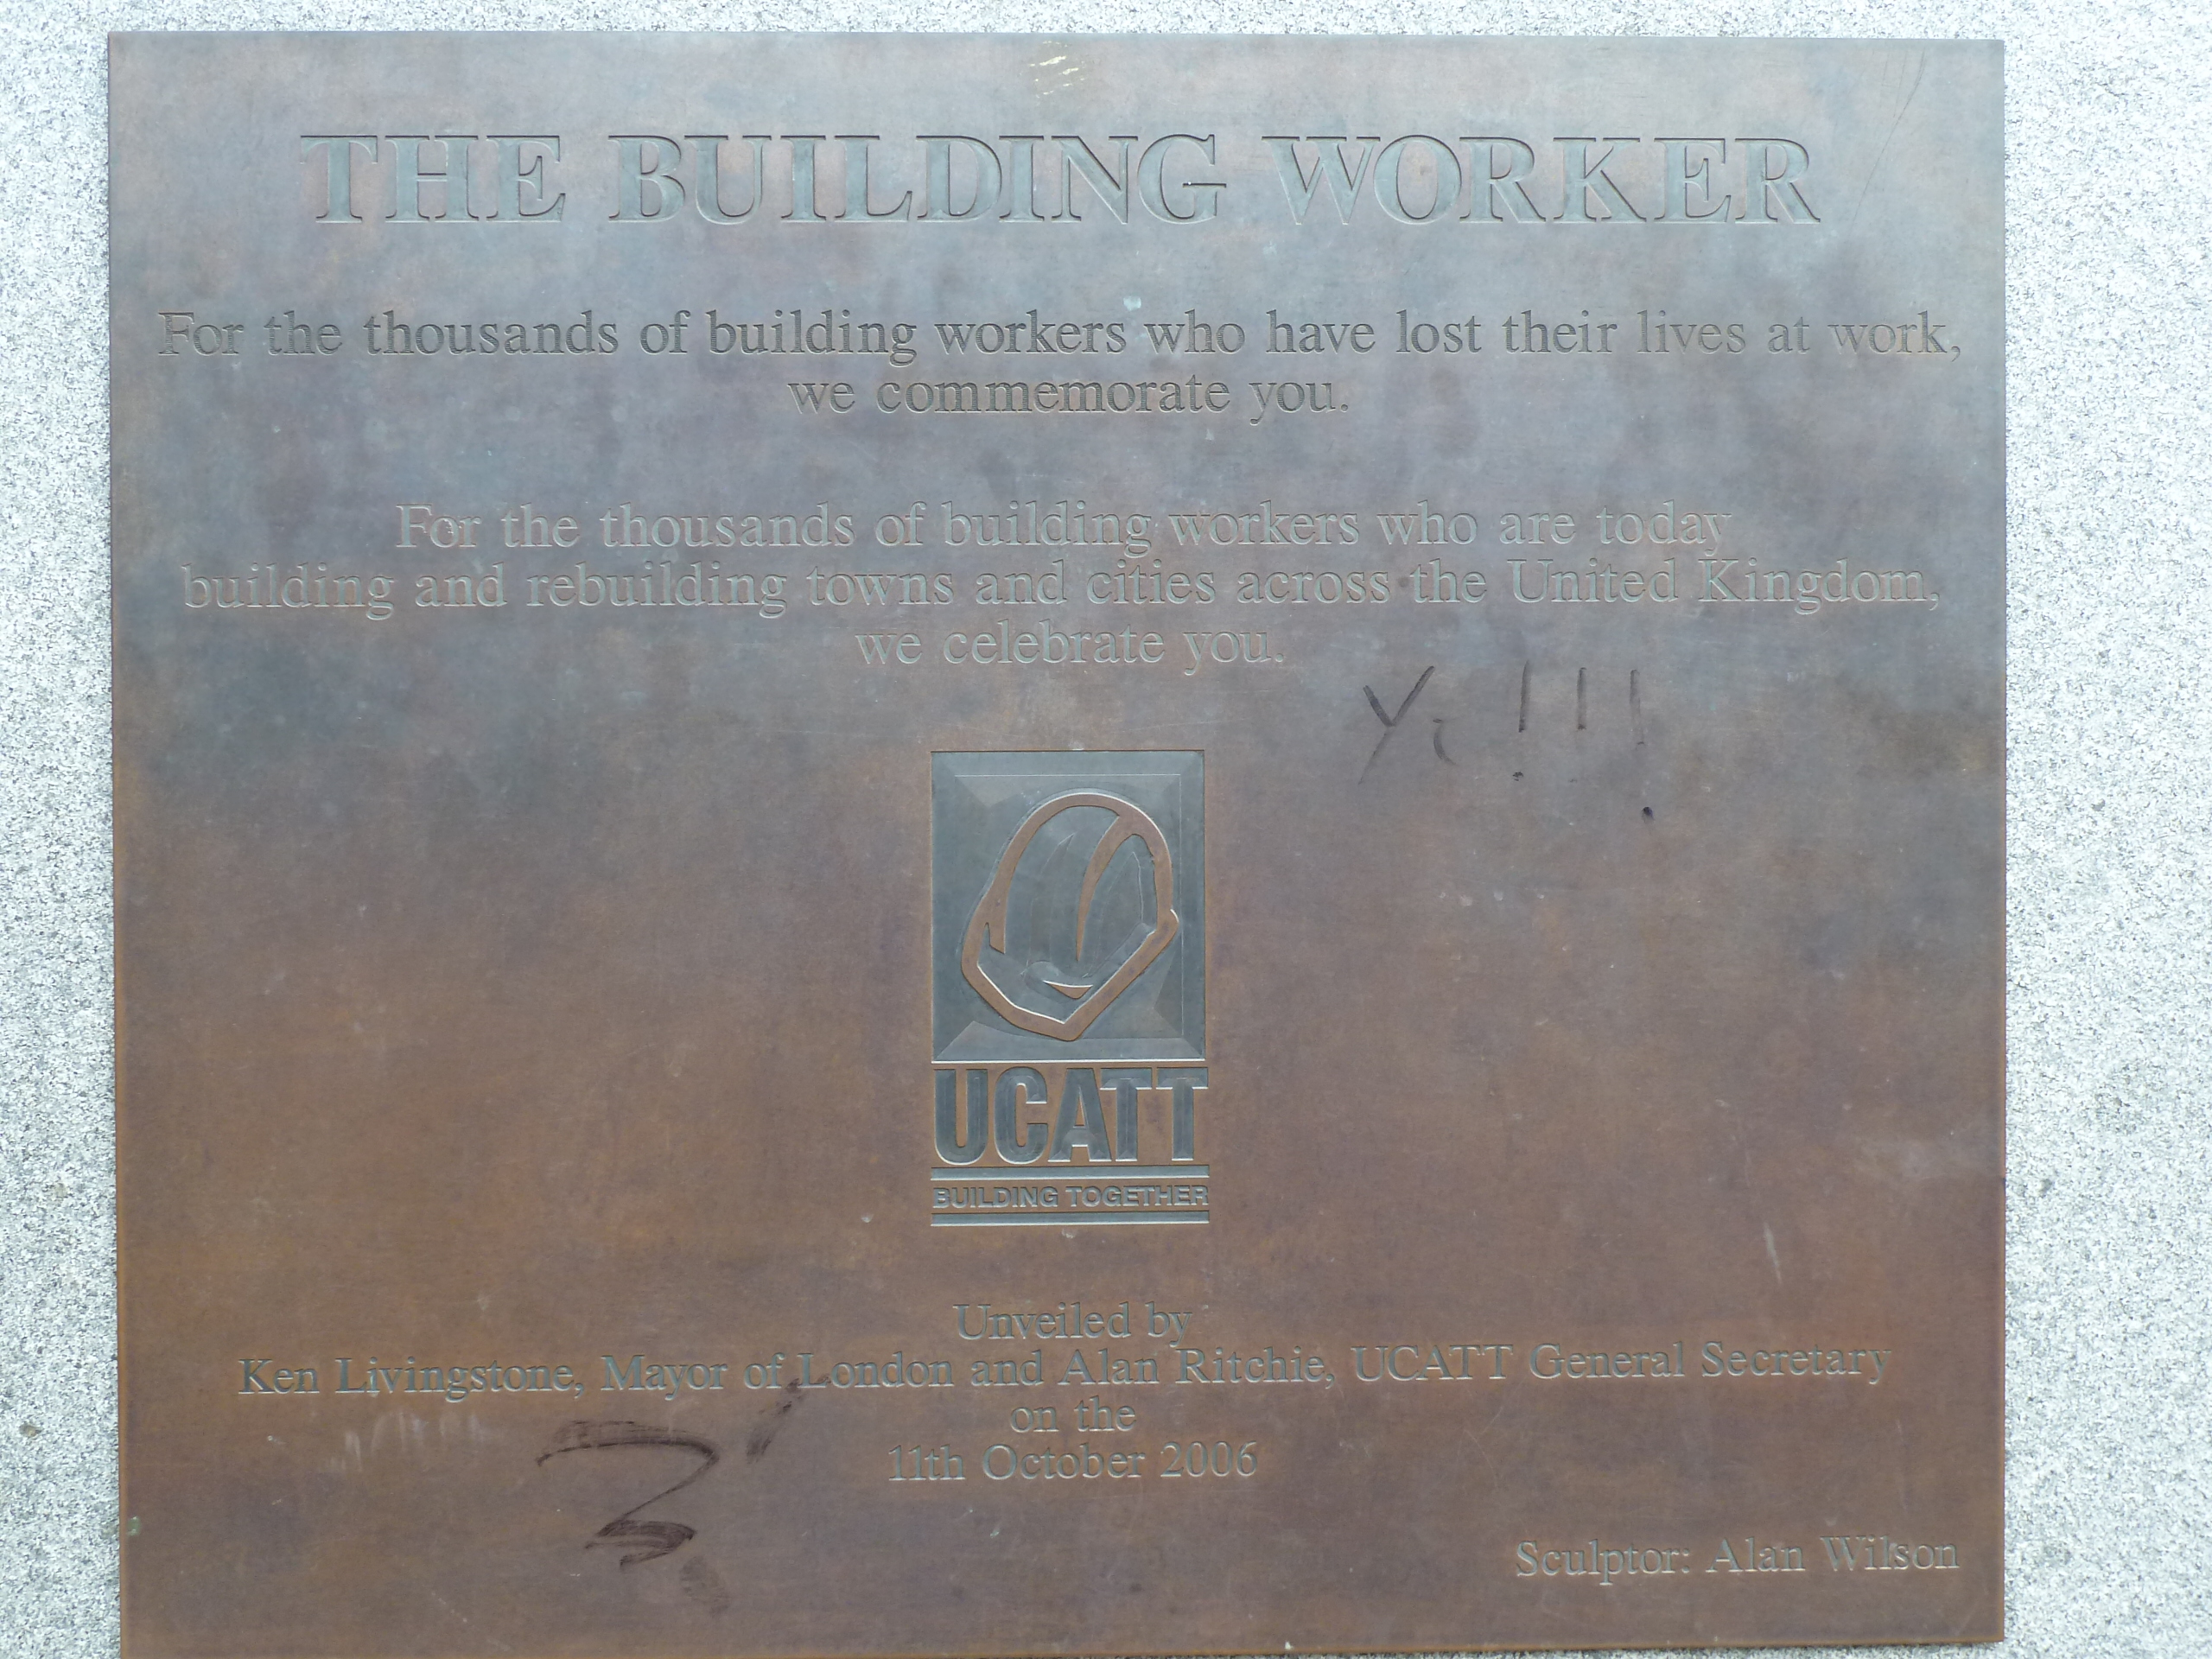 THE BUILDING WORKER
For the thousands of building workers who have lost their lives at work,
we commemorate you.
For the thousands of building workers who are today
building and rebuilding towns and cities across the United Kingdom,
we celebrate you.
UCATT
BUILDING TOGETHER
Unveiled by
Ken Livingstone, Mayor of London and Alan Ritchie, UCATT General Secretary
on the
11th October 2006
Sculptor: Alan Wilson